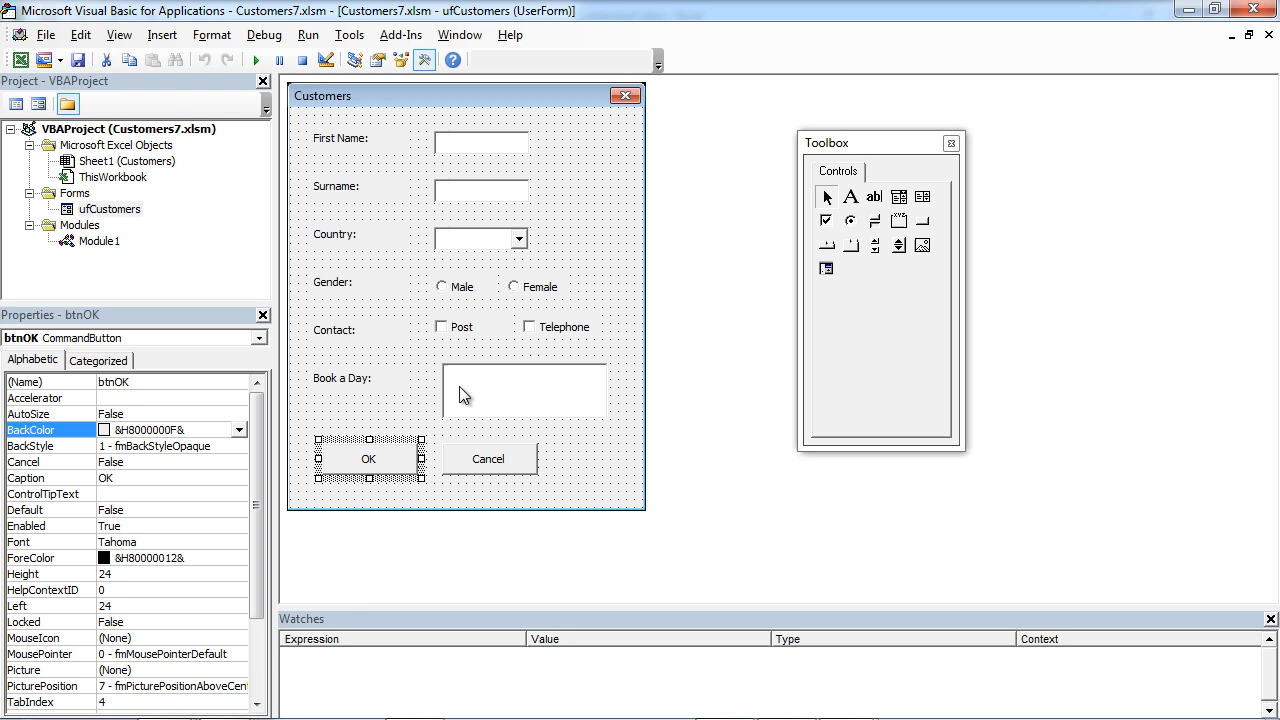 Microsoft Visual Basic for Applications - Customers7.xlsm - [Customers7.xlsm - ufCustomers (UserForm)]
File Edit View Insert Format Debug Run Tools Add-Ins Window Help
Project - VBAProject
VBAProject (Customers7.xlsm)
Microsoft Excel Objects
Sheet1 (Customers)
ThisWorkbook
Forms
ufCustomers
Modules
Module1
Properties - btnOK
btnOK CommandButton
Alphabetic Categorized
(Name) btnOK
Accelerator
AutoSize False
BackColor &H8000000F&
BackStyle 1 - fmBackStyleOpaque
Cancel False
Caption OK
ControlTipText
Default False
Enabled True
Font Tahoma
ForeColor &H80000012&
Height 24
HelpContextID 0
Left 24
Locked False
MouseIcon (None)
MousePointer 0 - fmMousePointerDefault
Picture (None)
PicturePosition 7 - fmPicturePositionAboveCent
TabIndex 4
Customers
First Name:
Surname:
Country:
Gender: Male Female
Contact: Post Telephone
Book a Day:
OK Cancel
Toolbox
Controls
A ab|
Watches
Expression Value Type Context